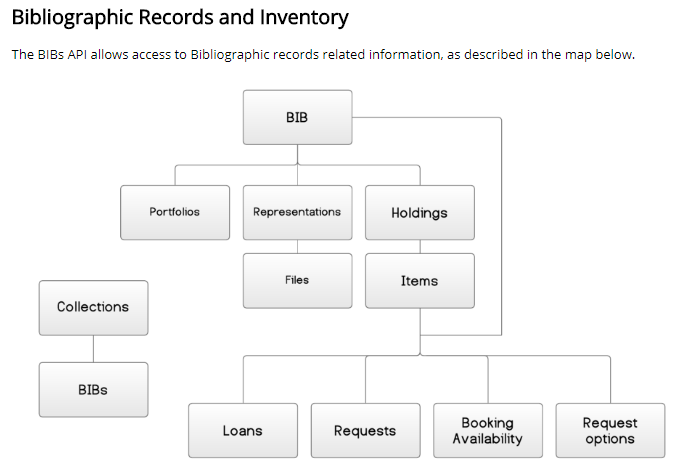 Bibliographic Records and Inventory
The BIBs API allows access to Bibliographic records related information, as described in the map below.
BIB
Portfolios
Representations
Holdings
Files
Items
Collections
BIBs
Loans
Requests
Booking
Availability
Request
options